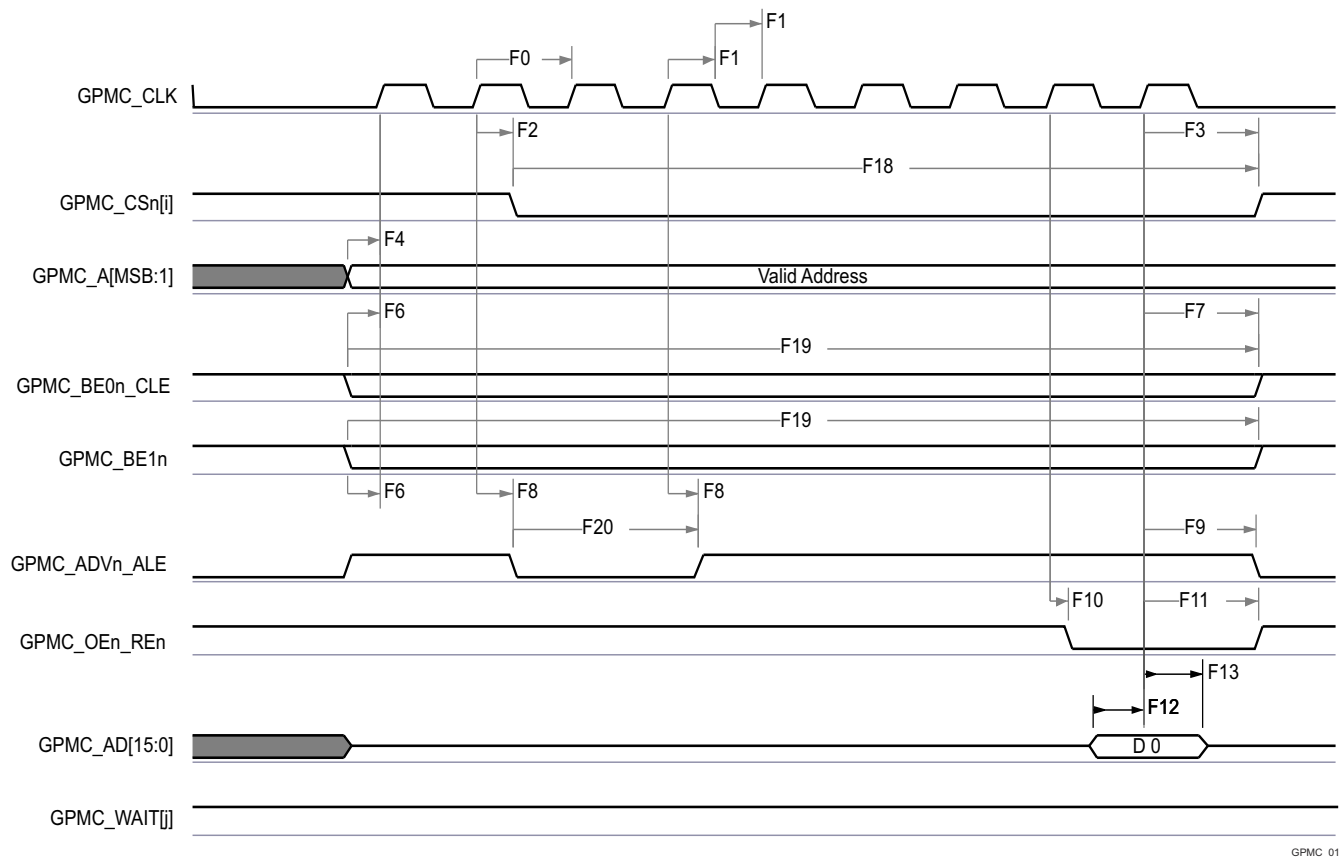 F1
F0
F1
GPMC_CLK
F2
F3
F18
GPMC_CSn[i]
F4
GPMC_A[MSB:1]
Valid Address
F6
F7
F19
GPMC_BE0n_CLE
F19
GPMC_BE1n
F6
F8
F8
F20
F9
GPMC_ADVn_ALE
F10
F11
GPMC_OEn_REn
F13
F12
GPMC_AD[15:0]
D 0
GPMC_WAIT[j]
GPMC_01